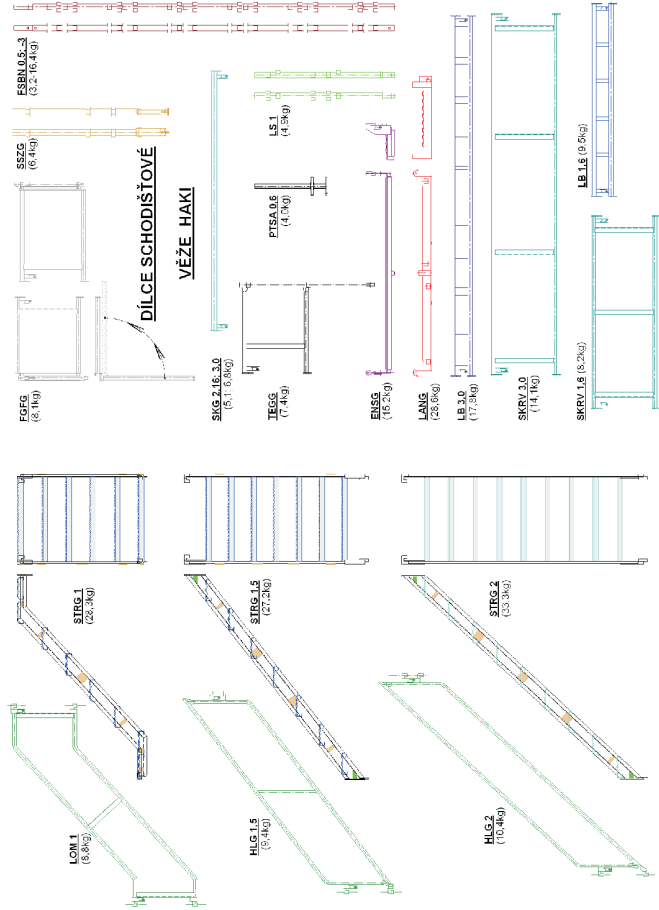 DÍLCE SCHODIŠŤOVÉ
VĚŽE HAKI
LOM 1
(8,8kg)
STRG 1
(28,3kg)
FGFG
(8,1kg)
SSZG
(6,4kg)
FSBN 0,5; -3
(3,2-16,4kg)
HLG 1,5
(9,4kg)
STRG 1,5
(27,2kg)
SKG 2,16; 3,0
(5,1; 6,8kg)
TEGG
(7,4kg)
PTSA 0,6
(4,0kg)
LS 1
(4,9kg)
HLG 2
(10,4kg)
STRG 2
(33,3kg)
ENSG
(15,2kg)
LANG
(28,6kg)
LB 3,0
(17,8kg)
SKRV 3,0
(14,1kg)
SKRV 1,6 (8,2kg)
LB 1,6 (9,5kg)